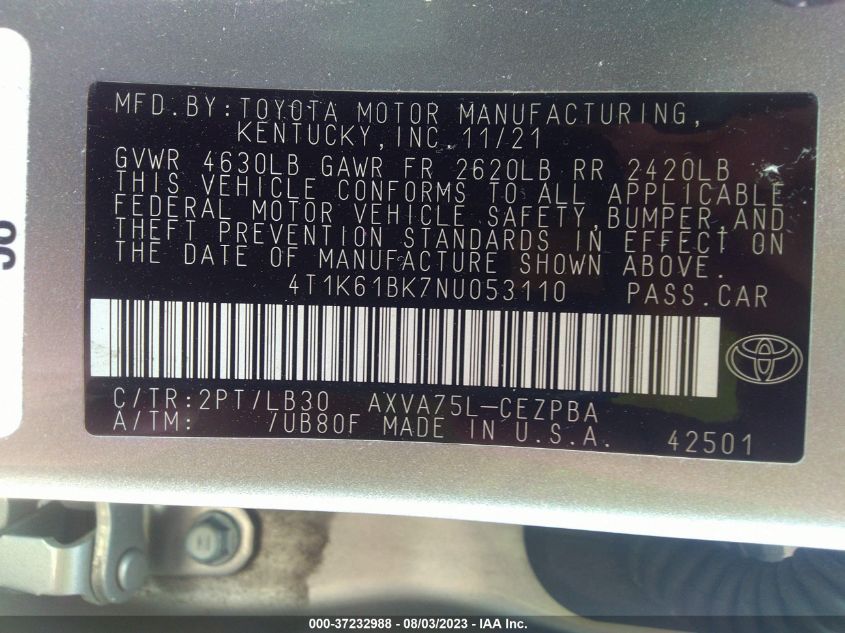 MFD.BY:TOYOTA MOTOR MANUFACTURING,
KENTUCKY,INC. 11/21
GVWR 4630LB GAWR FR 2620LB RR 2420LB
THIS VEHICLE CONFORMS TO ALL APPLICABLE
FEDERAL MOTOR VEHICLE SAFETY,BUMPER,AND
THEFT PREVENTION STANDARDS IN EFFECT ON
THE DATE OF MANUFACTURE SHOWN ABOVE.
4T1K61BK7NU053110 PASS.CAR
C/TR:2PT/LB30 AXVA75L-CEZPBA
A/TM: /UB80F MADE IN U.S.A. 42501
000-37232988 - 08/03/2023 - IAA Inc.